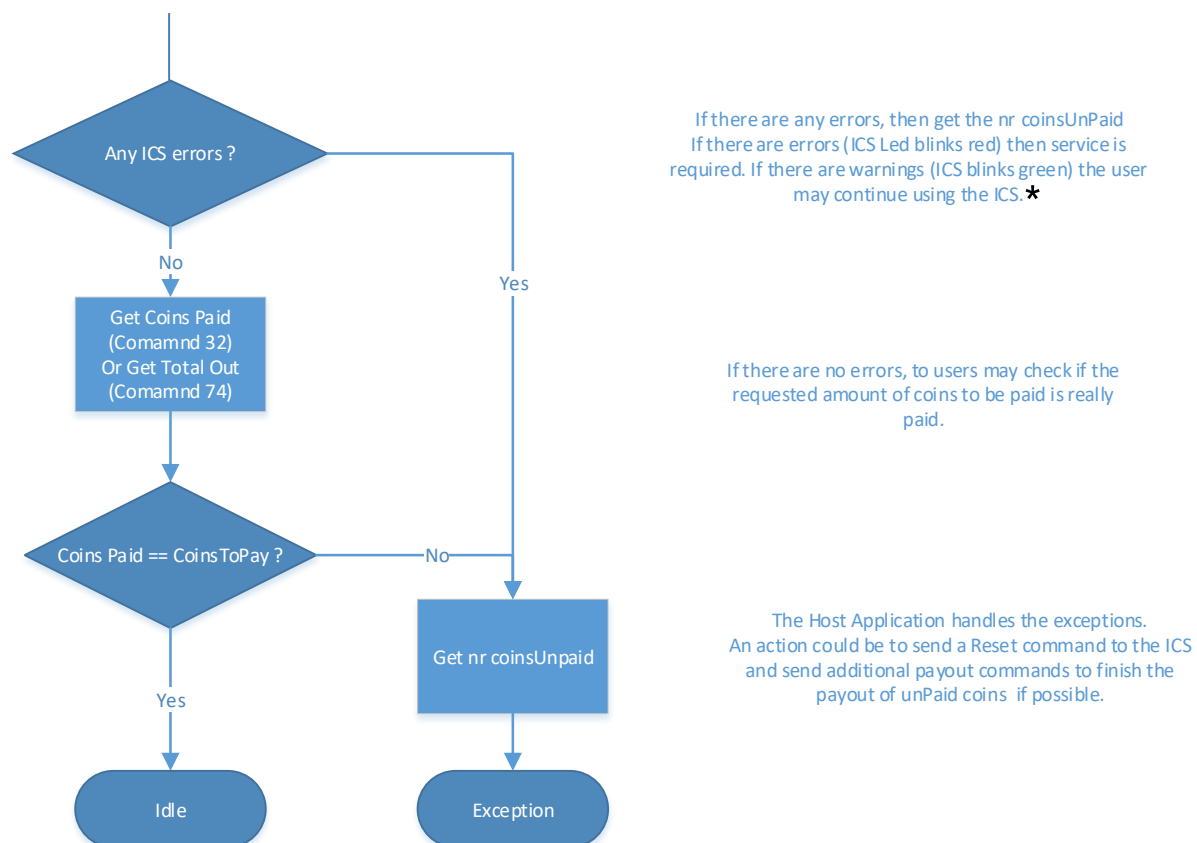 Any ICS errors ?
If there are any errors, then get the nr coinsUnPaid
If there are errors (ICS Led blinks red) then service is
required. If there are warnings (ICS blinks green) the user
may continue using the ICS.*
No
Yes
Get Coins Paid
(Comamnd 32)
Or Get Total Out
(Comamnd 74)
If there are no errors, to users may check if the
requested amount of coins to be paid is really
paid.
Coins Paid == CoinsToPay ?
No
Get nr coinsUnpaid
The Host Application handles the exceptions.
An action could be to send a Reset command to the ICS
and send additional payout commands to finish the
payout of unPaid coins if possible.
Yes
Idle
Exception